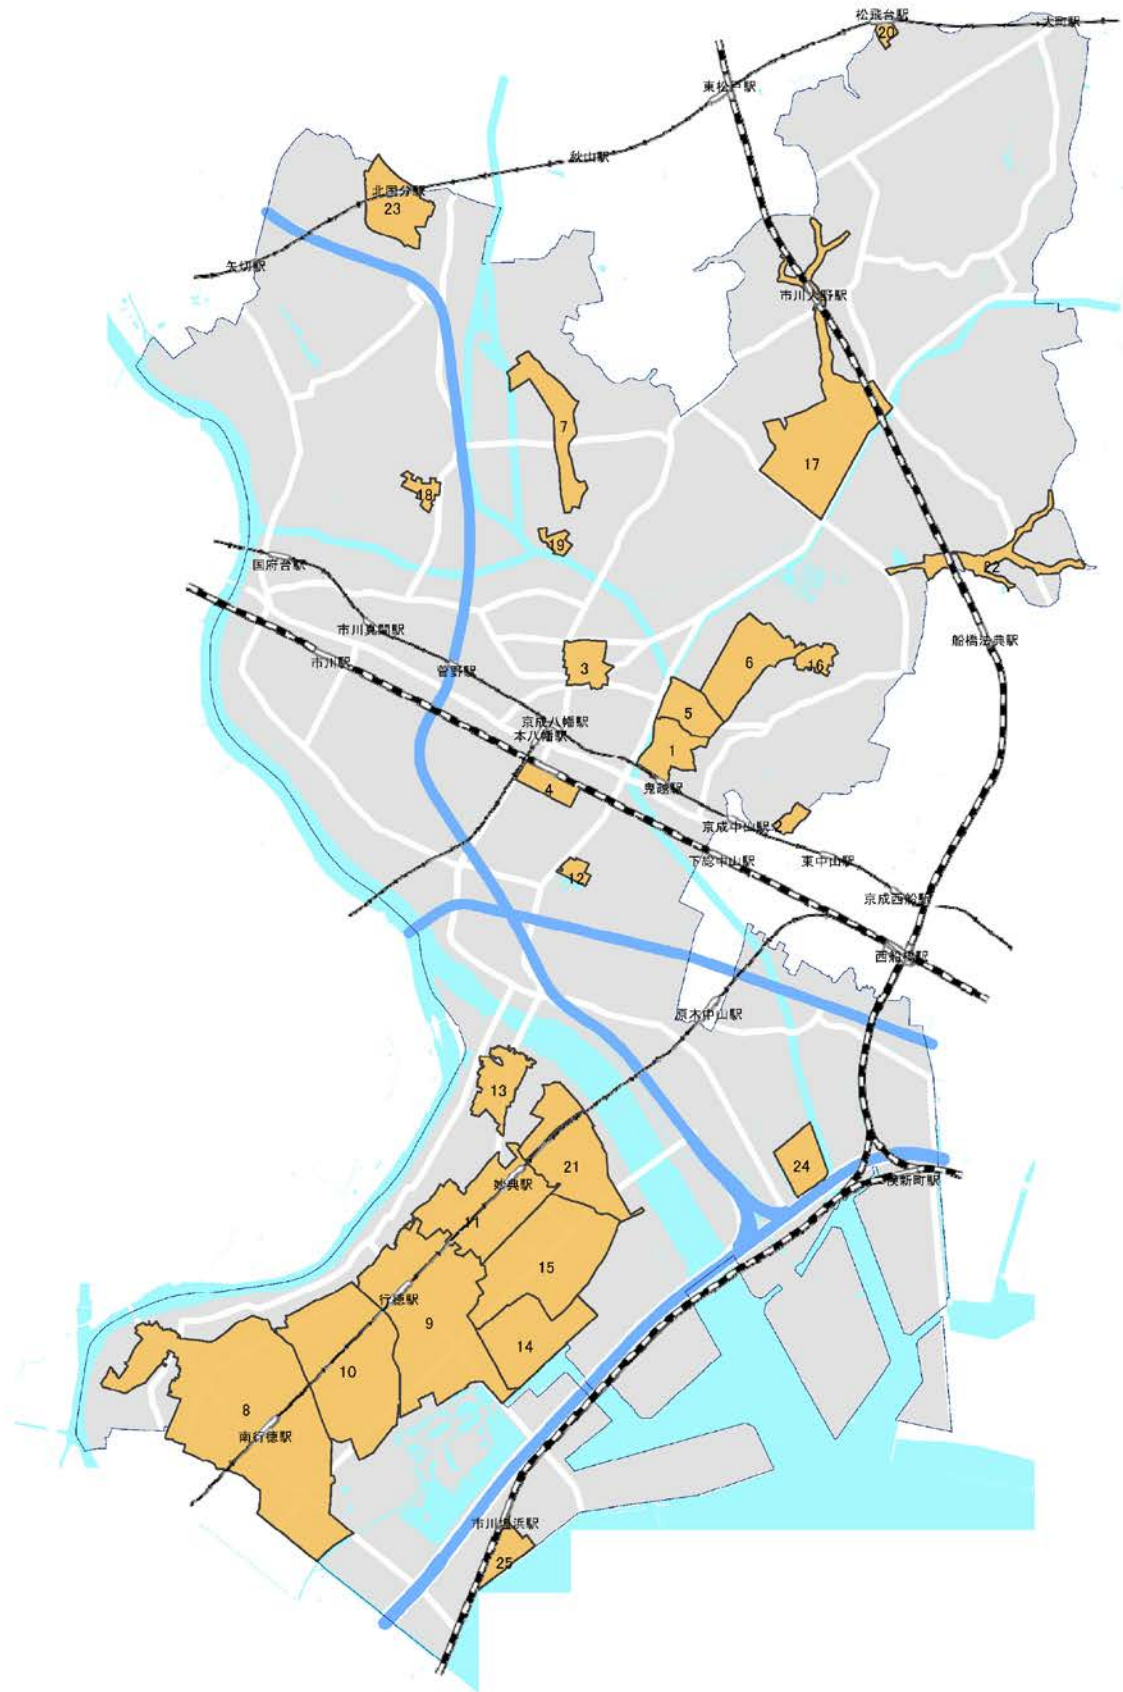 松飛台駅
大町駅
20
東松戸駅
秋山駅
北国分駅
23
矢切駅
市川大野駅
7
17
18
19
22
国府台駅
市川真間駅
船橋法典駅
市川駅
菅野駅
3
6
16
5
京成八幡駅
本八幡駅
1
鬼越駅
4
京成中山駅
2
下総中山駅
東中山駅
12
京成西船駅
西船橋駅
原木中山駅
13
21
24
妙典駅
二俣新町駅
11
15
行徳駅
9
14
10
8
南行徳駅
市川塩浜駅
25